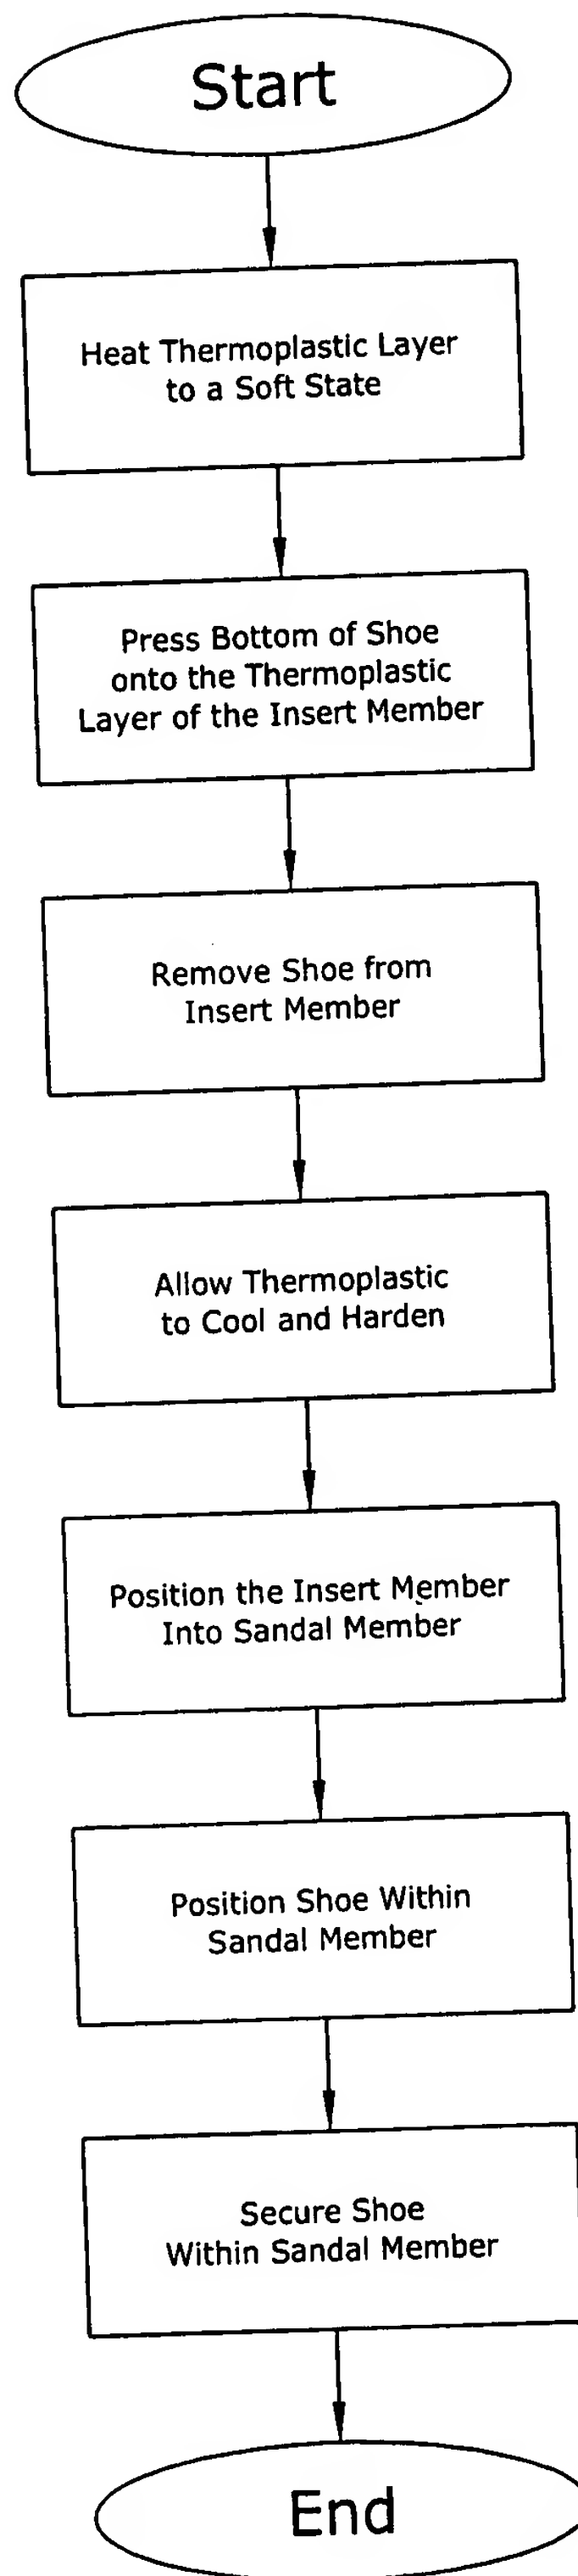 Start
Heat Thermoplastic Layer
to a Soft State
Press Bottom of Shoe
onto the Thermoplastic
Layer of the Insert Member
Remove Shoe from
Insert Member
Allow Thermoplastic
to Cool and Harden
Position the Insert Member
Into Sandal Member
Position Shoe Within
Sandal Member
Secure Shoe
Within Sandal Member
End